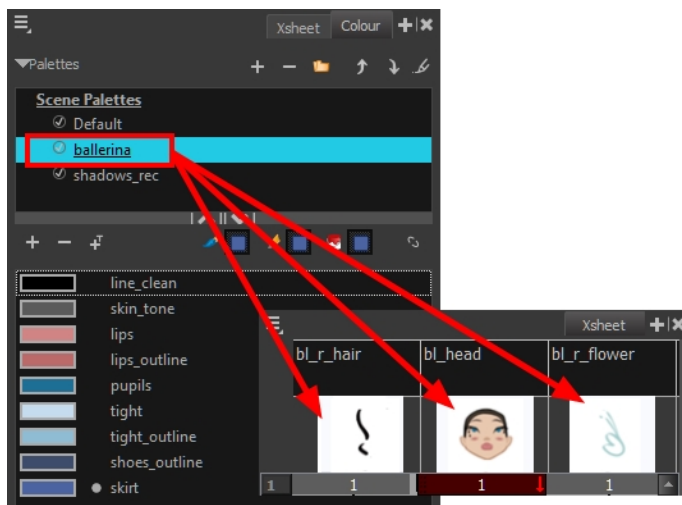 Xsheet Colour
Palettes
Scene Palettes
Default
ballerina
shadows_rec
line_clean
skin_tone
lips
lips_outline
pupils
tight
tight_outline
shoes_outline
skirt
Xsheet
bl_r_hair bl_head bl_r_flower
1 1 1 1